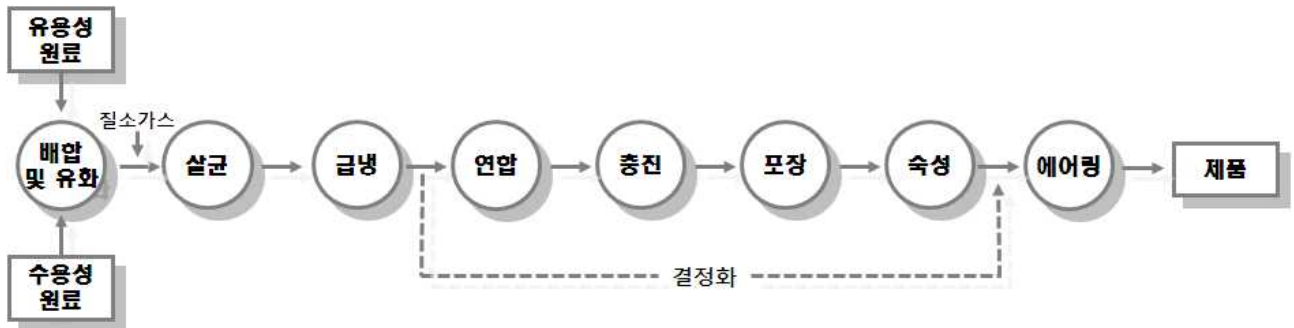 유용성
원료
질소가스
배합
및 유화
살균
급냉
연합
충진
포장
숙성
에어링
제품
결정화
수용성
원료